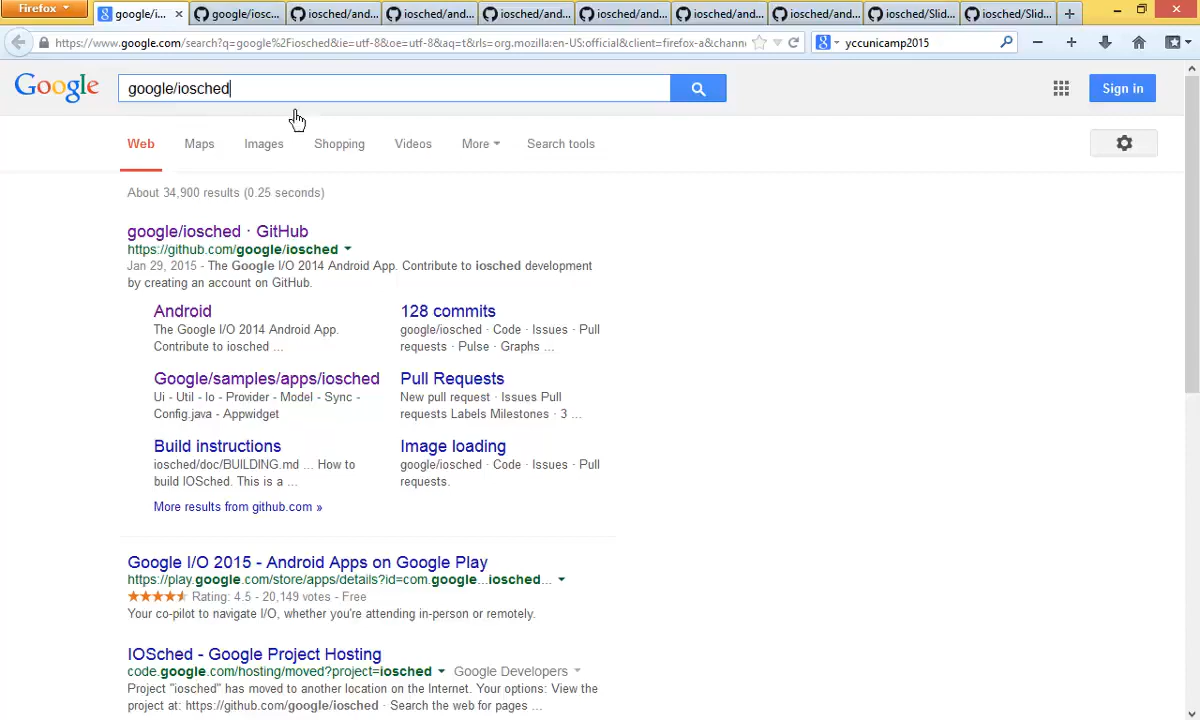 Firefox
google/i...
google/iosc...
iosched/and...
iosched/and...
iosched/and...
iosched/and...
iosched/and...
iosched/and...
iosched/Slid...
iosched/Slid...
https://www.google.com/search?q=google%2Fiosched&ie=utf-8&oe=utf-8&aq=t&rls=org.mozilla:en-US:official&client=firefox-a&channe
yccunicamp2015
Google
google/iosched
Sign in
Web
Maps
Images
Shopping
Videos
More
Search tools
About 34,900 results (0.25 seconds)
google/iosched · GitHub
https://github.com/google/iosched
Jan 29, 2015 - The Google I/O 2014 Android App. Contribute to iosched development
by creating an account on GitHub.
Android
The Google I/O 2014 Android App.
Contribute to iosched ...
128 commits
google/iosched · Code · Issues · Pull
requests · Pulse · Graphs ...
Google/samples/apps/iosched
Ui - Util - Io - Provider - Model - Sync -
Config.java - Appwidget
Pull Requests
New pull request · Issues Pull
requests Labels Milestones · 3 ...
Build instructions
iosched/doc/BUILDING.md ... How to
build IOSched. This is a ...
Image loading
google/iosched · Code · Issues · Pull
requests.
More results from github.com »
Google I/O 2015 - Android Apps on Google Play
https://play.google.com/store/apps/details?id=com.google...iosched...
Rating: 4.5 - 20,149 votes - Free
Your co-pilot to navigate I/O, whether you're attending in-person or remotely.
IOSched - Google Project Hosting
code.google.com/hosting/moved?project=iosched
Google Developers
Project "iosched" has moved to another location on the Internet. Your options: View the
project at: https://github.com/google/iosched · Search the web for pages ...